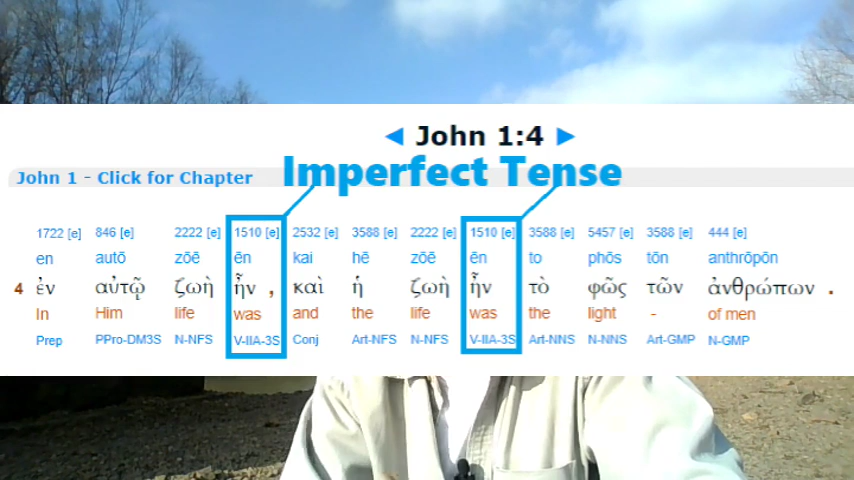 ◄ John 1:4 ►
John 1 - Click for Chapter
Imperfect Tense
1722 [e] 846 [e] 2222 [e] 1510 [e] 2532 [e] 3588 [e] 2222 [e] 1510 [e] 3588 [e] 5457 [e] 3588 [e] 444 [e]
en autō zōē ēn kai hē zōē ēn to phōs tōn anthrōpōn
4 ἐν αὐτῷ ζωὴ ἦν , καὶ ἡ ζωὴ ἦν τὸ φῶς τῶν ἀνθρώπων .
In Him life was and the life was the light - of men
Prep PPro-DM3S N-NFS V-IIA-3S Conj Art-NFS N-NFS V-IIA-3S Art-NNS N-NNS Art-GMP N-GMP